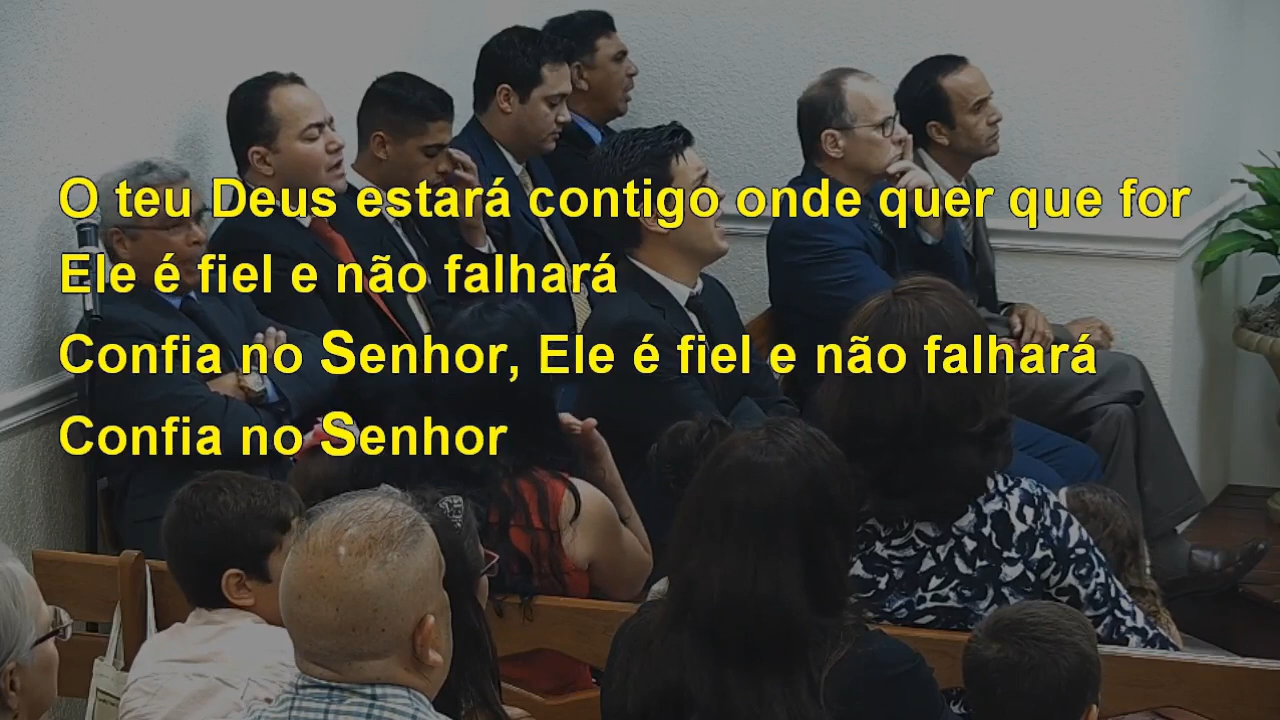 O teu Deus estará contigo onde quer que for
Ele é fiel e não falhará
Confia no Senhor, Ele é fiel e não falhará
Confia no Senhor